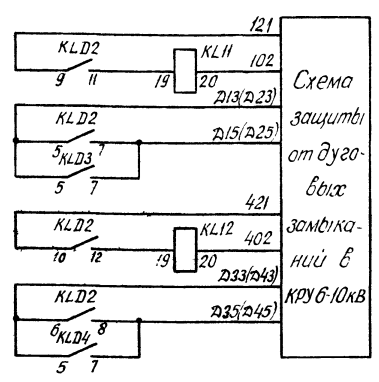 121
KLD2
KL11
102
9
11
19
20
Д13(Д23)
KLD2
Д15(Д25)
5
7
KLD3
5
7
421
KLD2
KL12
402
10
12
19
20
Д33(Д43)
KLD2
Д35(Д45)
6
8
KLD4
5
7
Схема
защиты
от дуго-
вых
замыка-
ний в
КРУ 6-10кВ